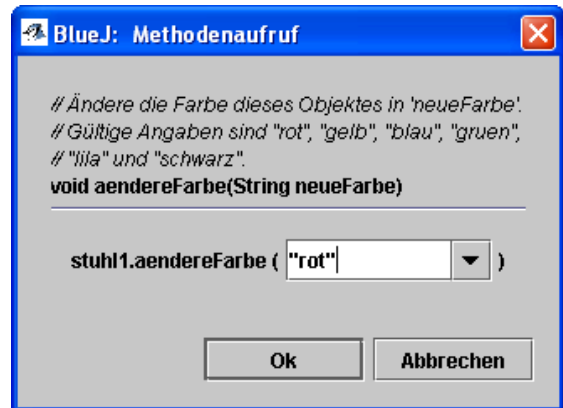 BlueJ: Methodenaufruf
// Ändere die Farbe dieses Objektes in 'neueFarbe'.
// Gültige Angaben sind "rot", "gelb", "blau", "gruen",
// "lila" und "schwarz".
void aendereFarbe(String neueFarbe)
stuhl1.aendereFarbe ( "rot" )
Ok Abbrechen